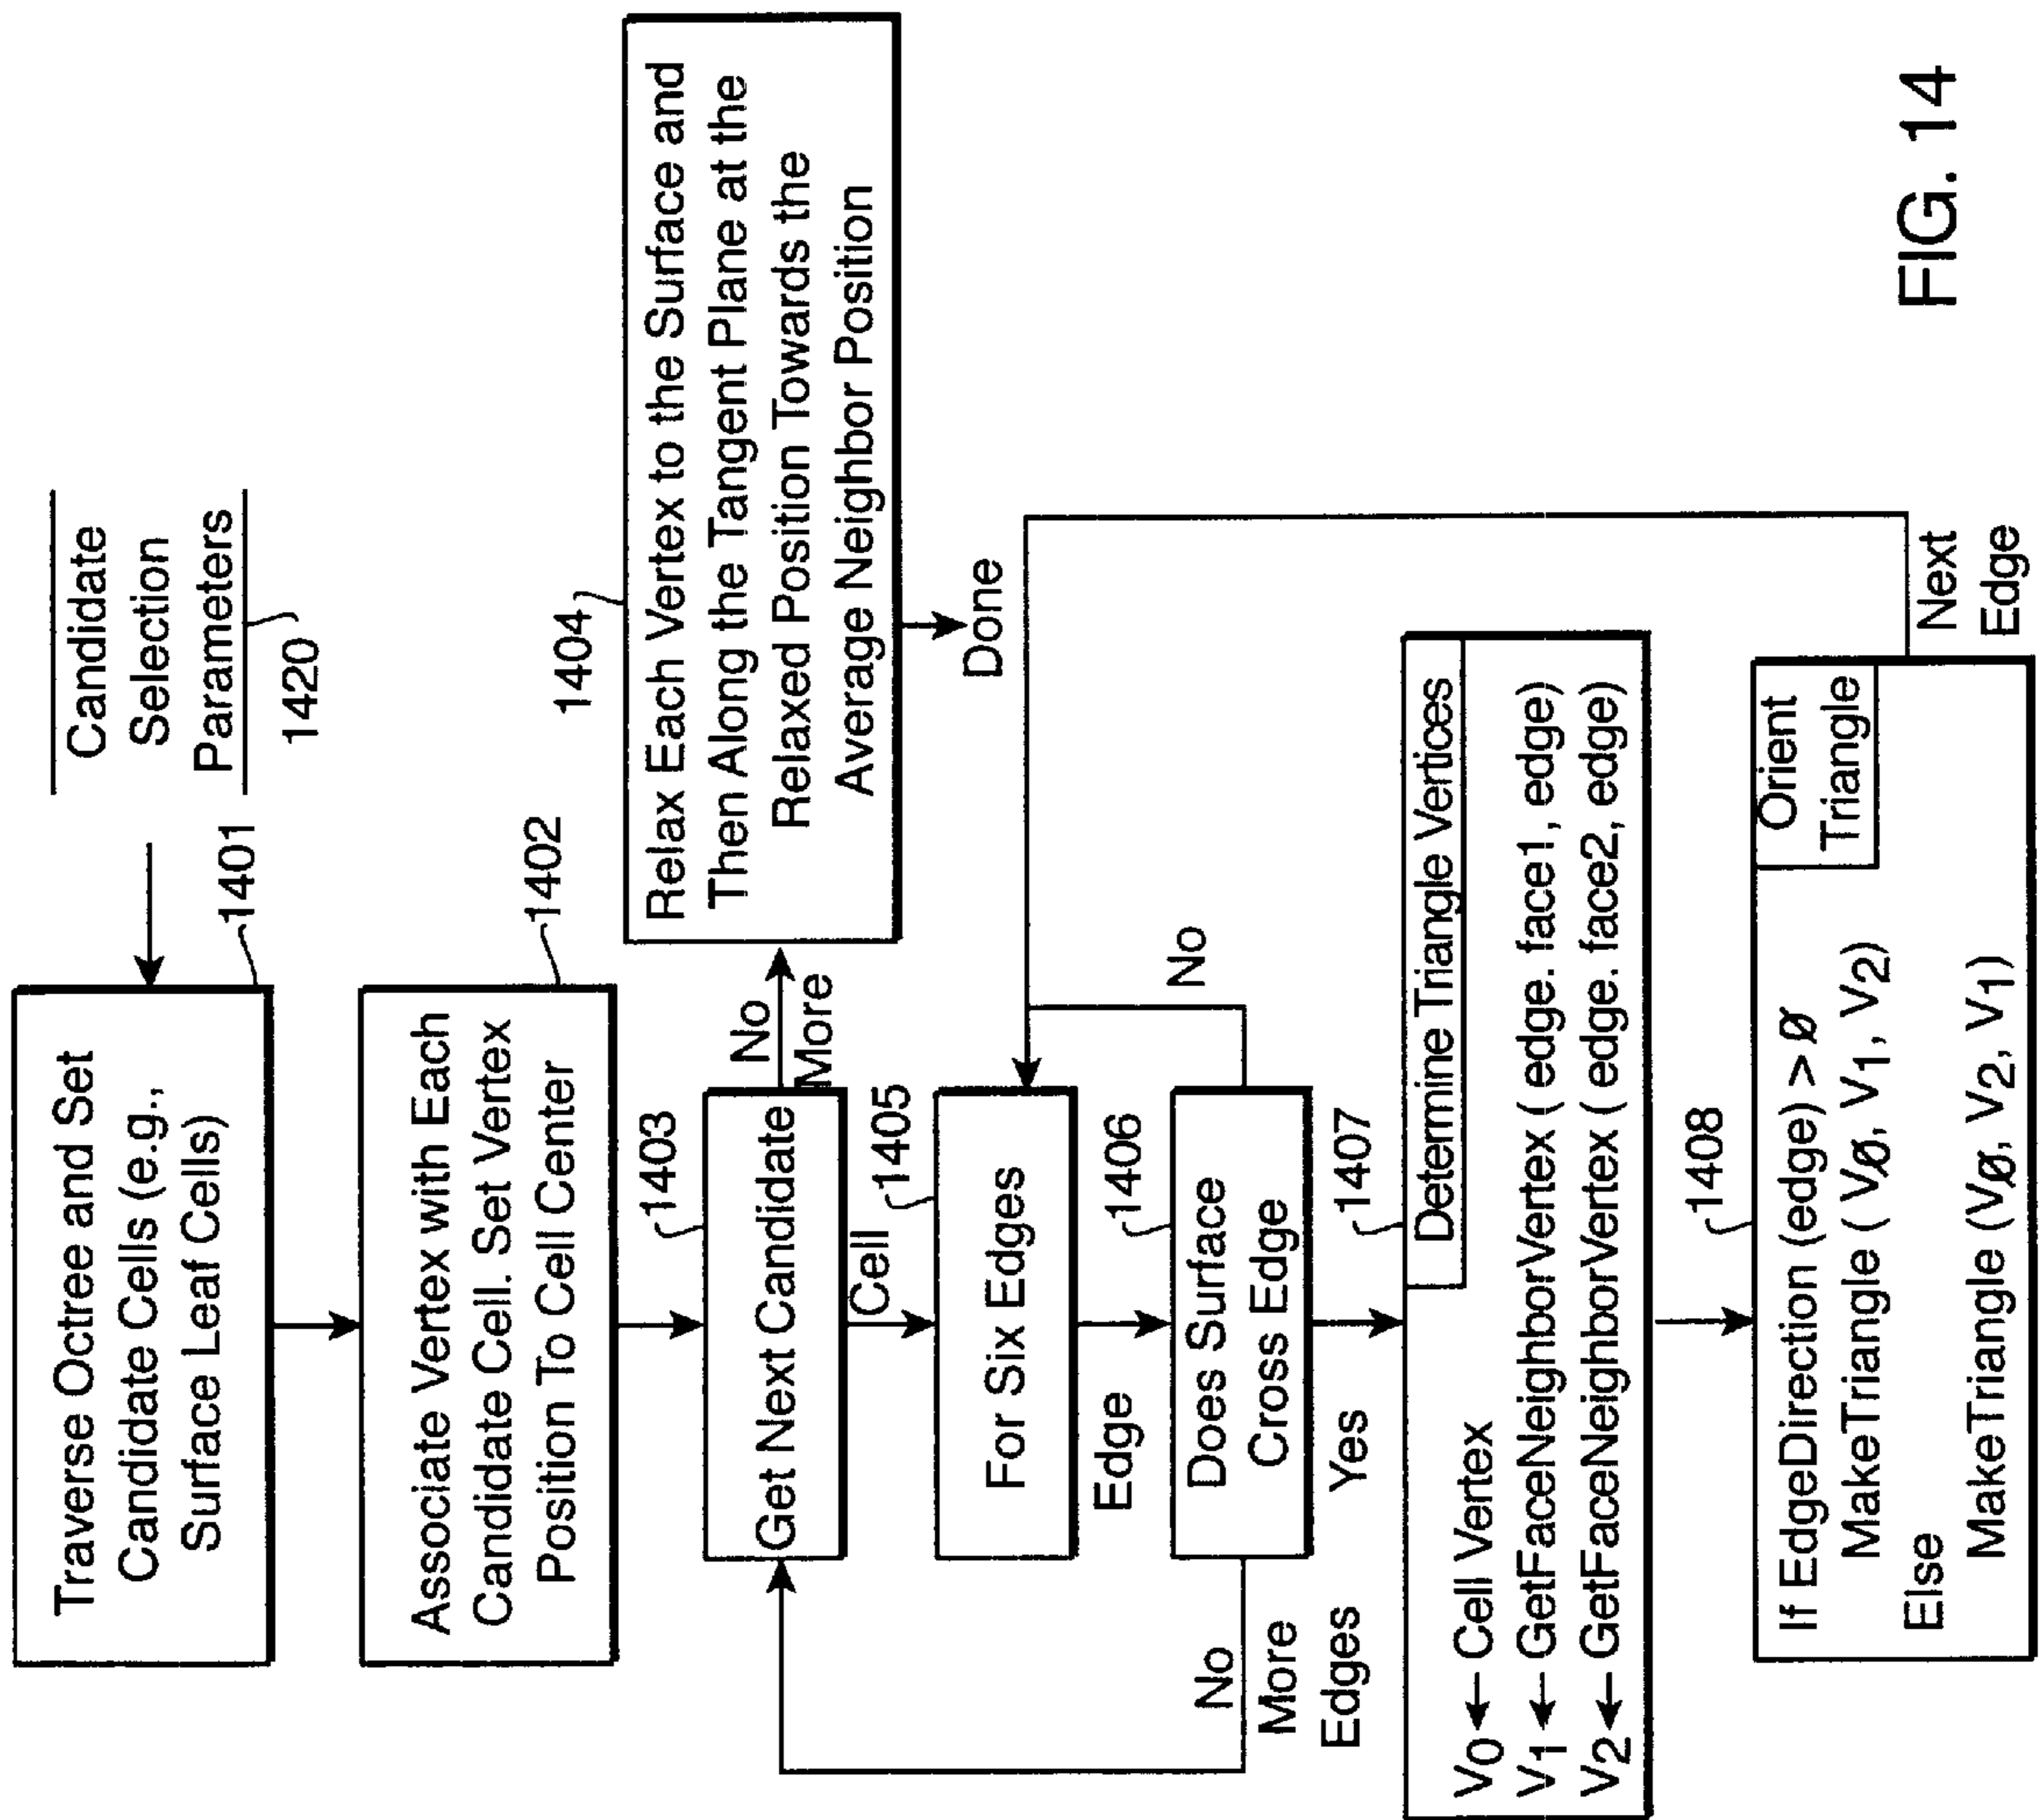 Candidate
Selection
Parameters
1420
Traverse Octree and Set
Candidate Cells (e.g.,
Surface Leaf Cells)
1401
Associate Vertex with Each
Candidate Cell. Set Vertex
Position To Cell Center
1402
1403
Get Next Candidate
No
More
1404
Relax Each Vertex to the Surface and
Then Along the Tangent Plane at the
Relaxed Position Towards the
Average Neighbor Position
Done
Cell
1405
For Six Edges
Edge
1406
Does Surface
Cross Edge
No
No
More
Edges
Yes
1407
Determine Triangle Vertices
V0 ← Cell Vertex
V1 ← GetFaceNeighborVertex ( edge. face1, edge)
V2 ← GetFaceNeighborVertex ( edge. face2, edge)
1408
Orient
Triangle
If EdgeDirection (edge) > Ø
MakeTriangle ( VØ, V1, V2)
Else
MakeTriangle (VØ, V2, V1)
Next
Edge
FIG. 14